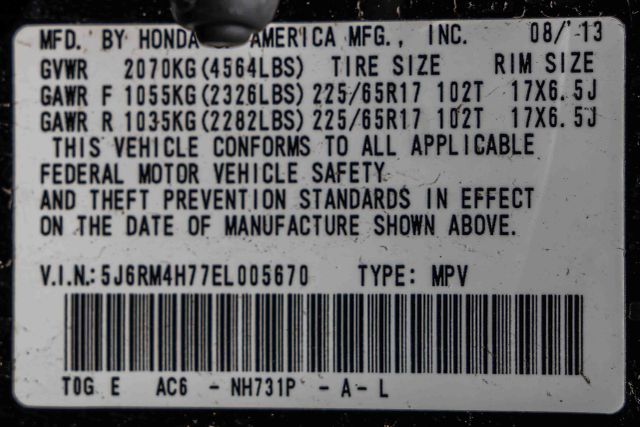 MFD. BY HONDA OF AMERICA MFG., INC. 08/'13
GVWR 2070KG(4564LBS) TIRE SIZE RIM SIZE
GAWR F 1055KG(2326LBS) 225/65R17 102T 17X6.5J
GAWR R 1035KG(2282LBS) 225/65R17 102T 17X6.5J
THIS VEHICLE CONFORMS TO ALL APPLICABLE
FEDERAL MOTOR VEHICLE SAFETY
AND THEFT PREVENTION STANDARDS IN EFFECT
ON THE DATE OF MANUFACTURE SHOWN ABOVE.
V.I.N.:5J6RM4H77EL005670 TYPE: MPV
T0G E AC6 - NH731P - A - L